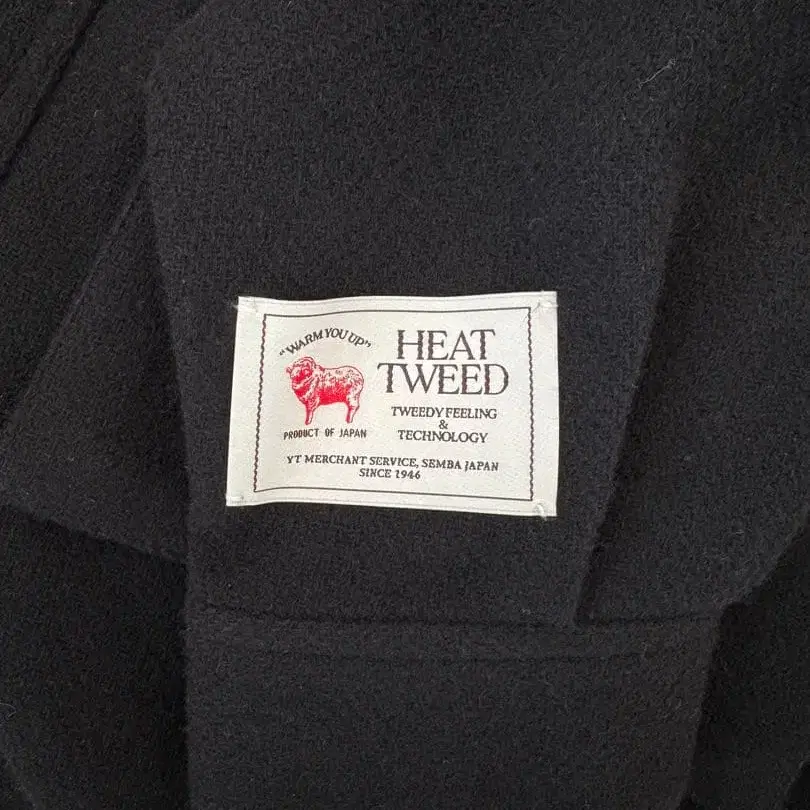 "WARM YOU UP"
PRODUCT OF JAPAN
HEAT
TWEED
TWEEDY FEELING
&
TECHNOLOGY
YT MERCHANT SERVICE, SEMBA JAPAN
SINCE 1946